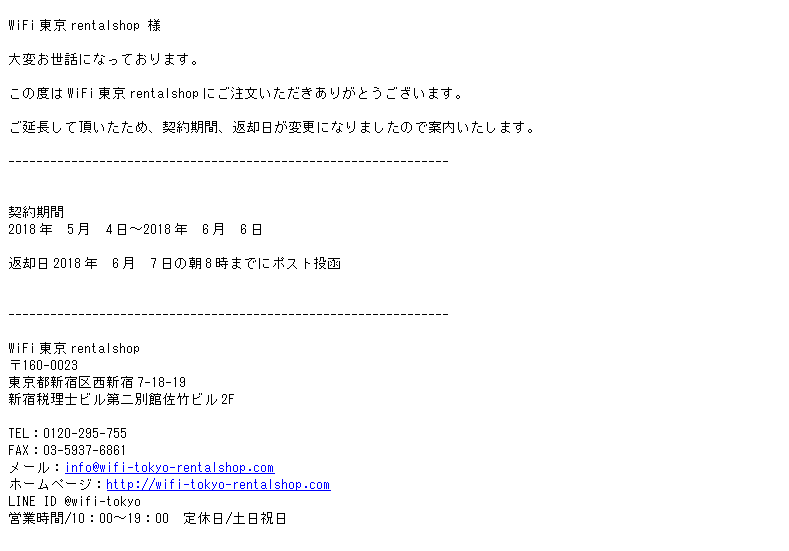 WiFi東京rentalshop 様
大変お世話になっております。
この度はWiFi東京rentalshopにご注文いただきありがとうございます。
ご延長して頂いたため、契約期間、返却日が変更になりましたので案内いたします。
---------------------------------------------------------------
契約期間
2018年　5月　4日～2018年　6月　6日
返却日2018年　6月　7日の朝8時までにポスト投函
---------------------------------------------------------------
WiFi東京rentalshop
〒160-0023
東京都新宿区西新宿7-18-19
新宿税理士ビル第二別館佐竹ビル2F
TEL：0120-295-755
FAX：03-5937-6861
メール：info@wifi-tokyo-rentalshop.com
ホームページ：http://wifi-tokyo-rentalshop.com
LINE ID @wifi-tokyo
営業時間/10：00～19：00　定休日/土日祝日